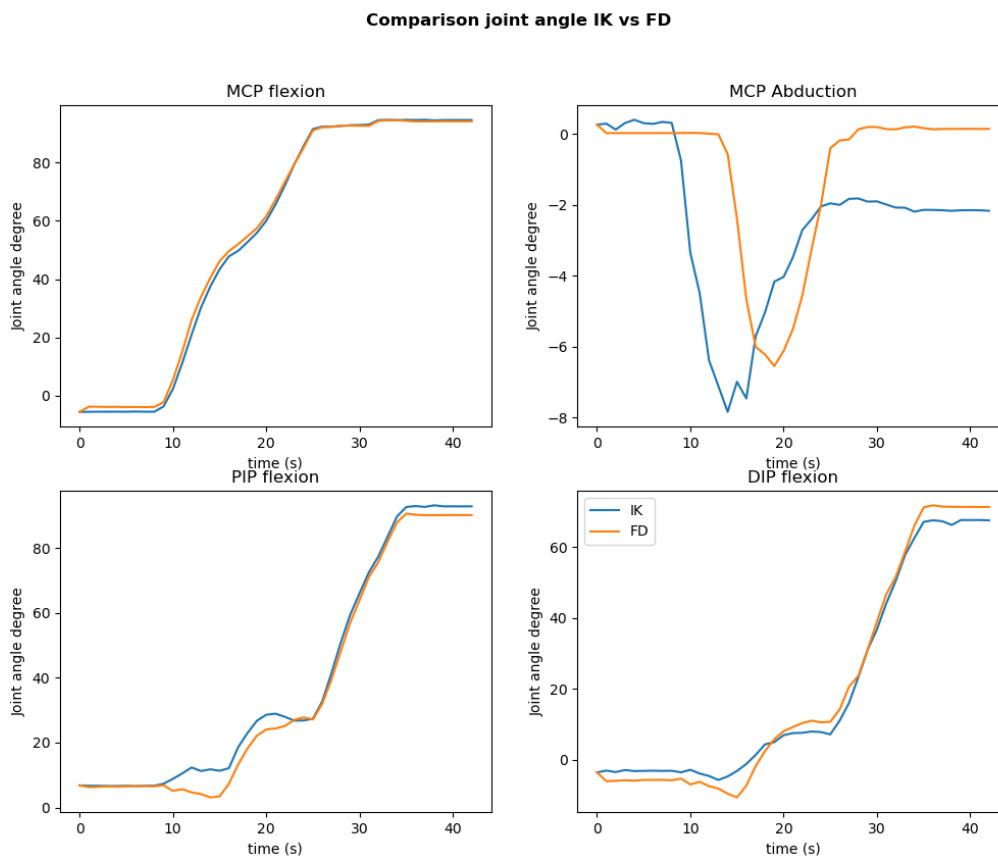 Comparison joint angle IK vs FD
MCP flexion
Joint angle degree
80
60
40
20
0
0 10 20 30 40
time (s)
MCP Abduction
Joint angle degree
0
−2
−4
−6
−8
0 10 20 30 40
time (s)
PIP flexion
Joint angle degree
80
60
40
20
0
0 10 20 30 40
time (s)
DIP flexion
Joint angle degree
60
40
20
0
IK
FD
0 10 20 30 40
time (s)